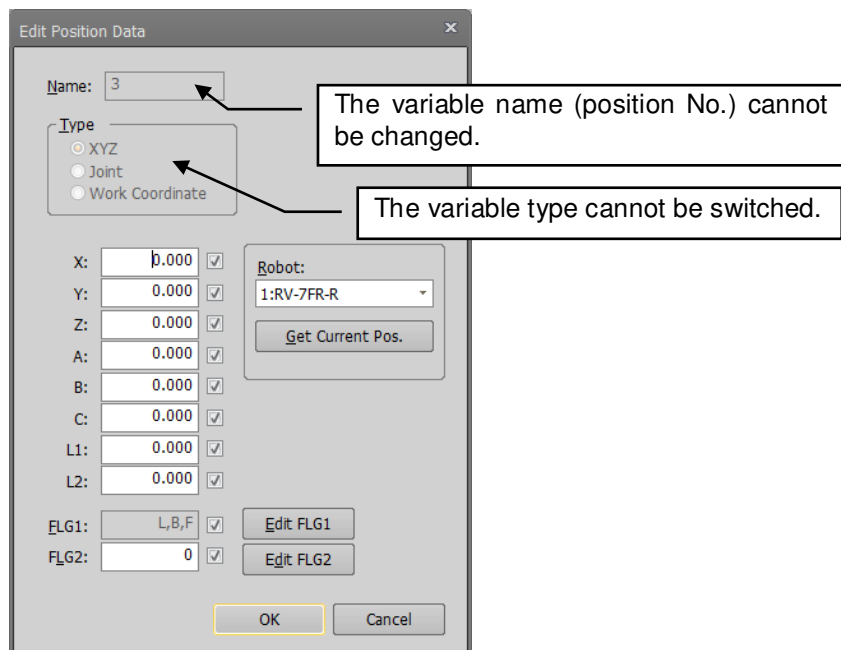 Edit Position Data
x
Name: 3
The variable name (position No.) cannot
be changed.
Type
XYZ
Joint
Work Coordinate
The variable type cannot be switched.
X: 0.000
Robot:
Y: 0.000
1:RV-7FR-R
Z: 0.000
Get Current Pos.
A: 0.000
B: 0.000
C: 0.000
L1: 0.000
L2: 0.000
FLG1: L,B,F Edit FLG1
FLG2: 0 Edit FLG2
OK Cancel